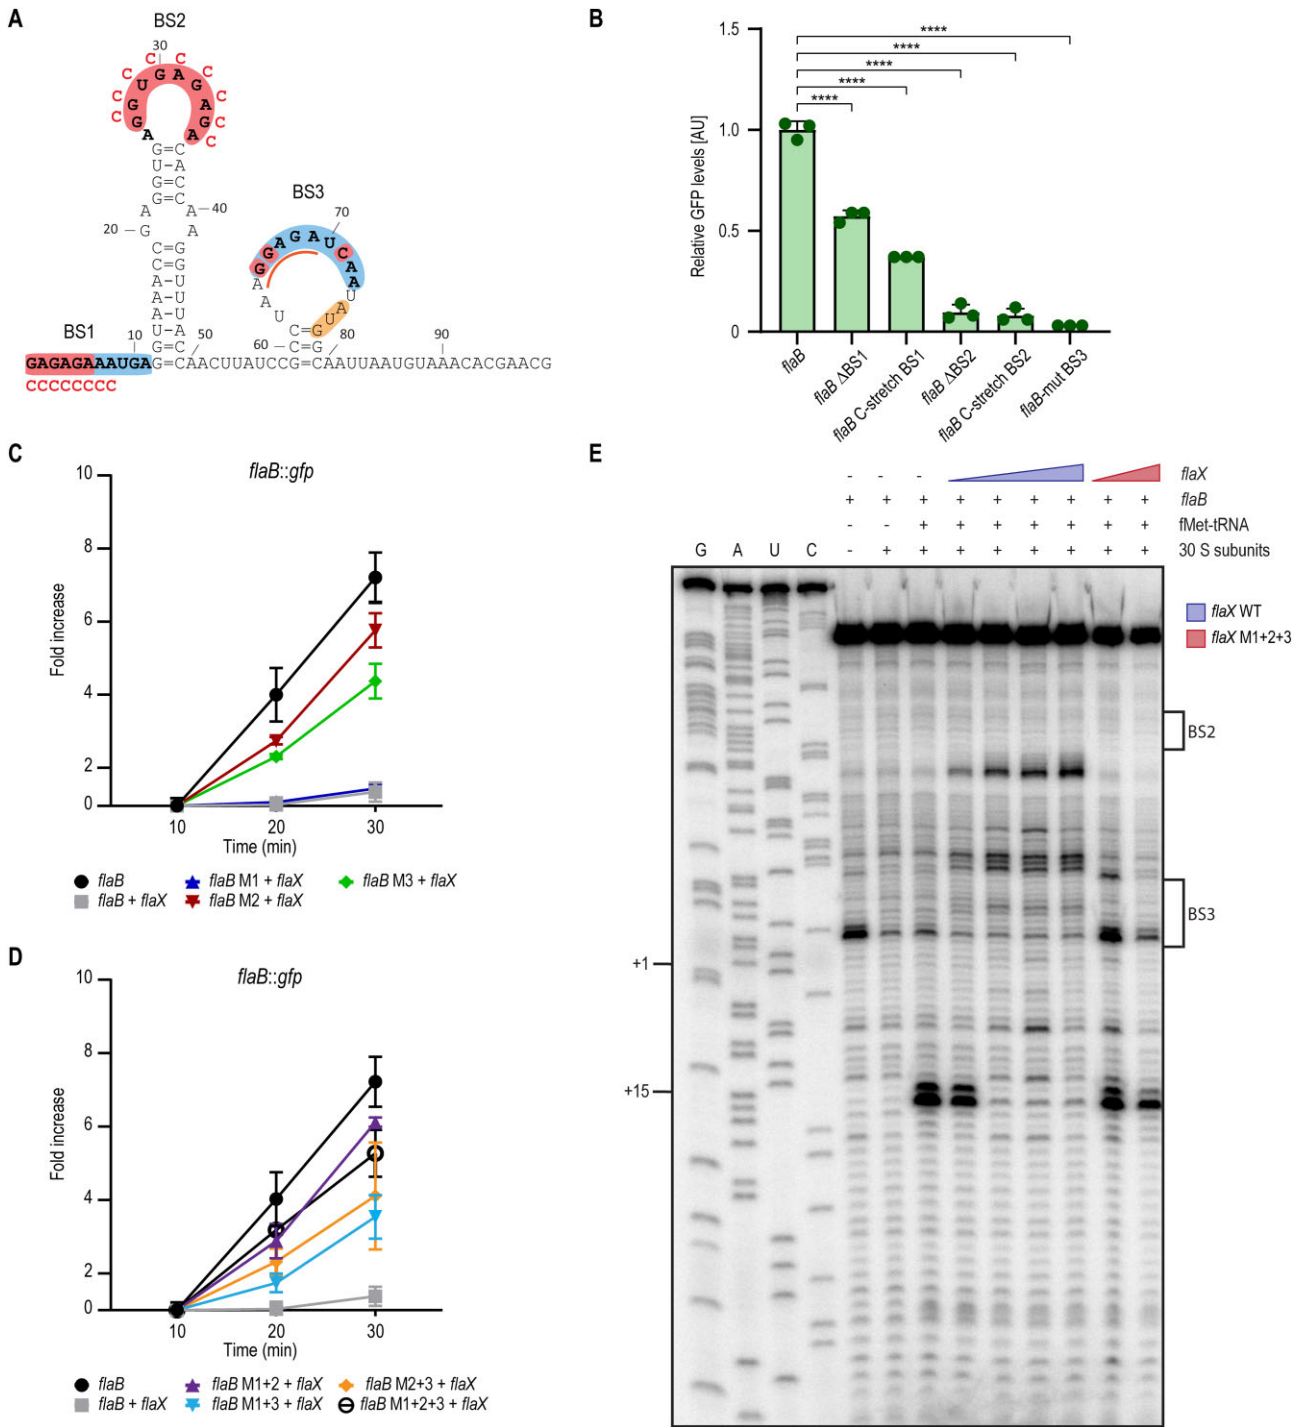 A
BS2
30
C C C C C C C C C
A G G U G A G A G A
G=C
U-A
G=C
G=C
A
A-40
20-G
A
BS3
70
A A G G A G A U C A A U A U G
60-G=C
BS1
10
50
80
90
GAGAGAAAUGAG=CAACUUAUCCG=CAAUUAAUGUAAACACGAACG
CCCCCCCC
B
Relative GFP levels [AU]
1.5
1.0
0.5
0
****
****
****
****
****
flaB
flaB ΔBS1
flaB C-stretch BS1
flaB ΔBS2
flaB C-stretch BS2
flaB-mut BS3
C
flaB::gfp
Fold increase
10
8
6
4
2
0
10 20 30
Time (min)
flaB flaB M1 + flaX flaB M3 + flaX
flaB + flaX flaB M2 + flaX
D
flaB::gfp
Fold increase
10
8
6
4
2
0
10 20 30
Time (min)
flaB flaB M1+2 + flaX flaB M2+3 + flaX
flaB + flaX flaB M1+3 + flaX flaB M1+2+3 + flaX
E
- - - flaX
+ + + + + + + + + flaB
- - + + + + + + + fMet-tRNA
G A U C - + + + + + + + + 30 S subunits
flaX WT
flaX M1+2+3
BS2
BS3
+1
+15